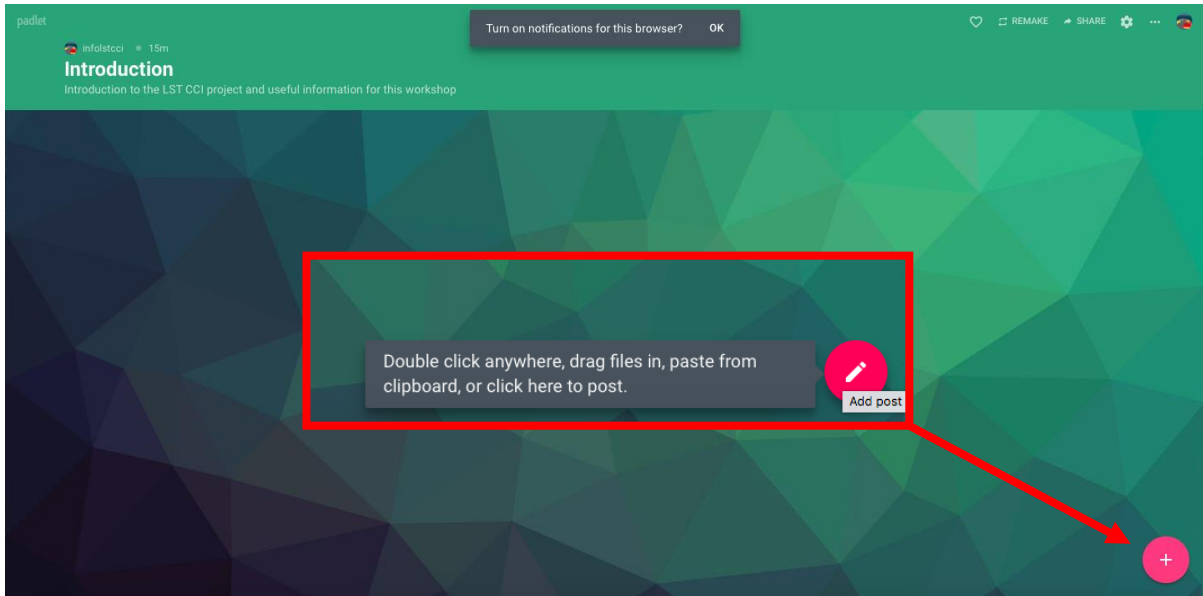 padlet
Turn on notifications for this browser? OK
REMAKE SHARE
infolstcci 15m
Introduction
Introduction to the LST CCI project and useful information for this workshop
Double click anywhere, drag files in, paste from
clipboard, or click here to post.
Add post